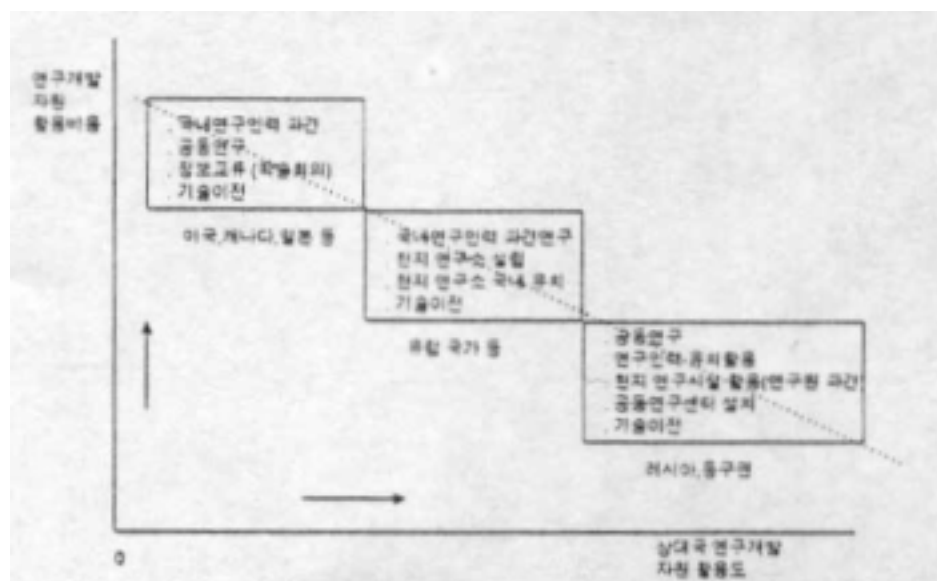 연구개발
자원
활용비율
. 국내연구인력 파견
. 공동연구
. 정보교류 (학술회의)
. 기술이전
미국,캐나다,일본 등
. 국내연구인력 파견연구
. 현지 연구소 설립
. 현지 연구소 국내 유치
. 기술이전
유럽 국가 등
. 공동연구
. 연구인력 유치활용
. 현지 연구시설 활용(연구원 파견)
. 공동연구센터 설치
. 기술이전
러시아,동구권
0
상대국 연구개발
자원 활용도